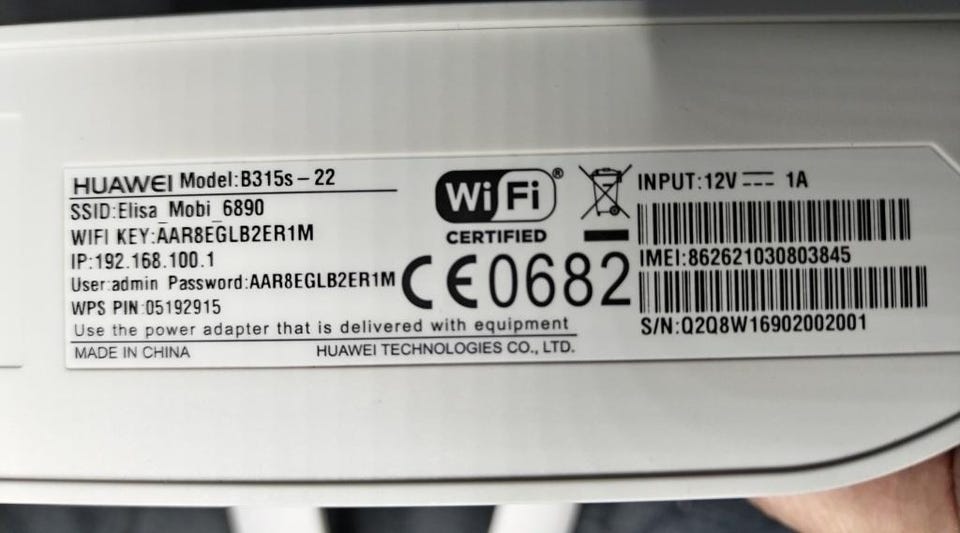 HUAWEI Model:B315s-22
SSID:Elisa_Mobi_6890
WIFI KEY:AAR8EGLB2ER1M
IP:192.168.100.1
User:admin Password:AAR8EGLB2ER1M
WPS PIN:05192915
Use the power adapter that is delivered with equipment
MADE IN CHINA HUAWEI TECHNOLOGIES CO., LTD.
WiFi®
CERTIFIED
CE0682
INPUT:12V⎓ 1A
IMEI:862621030803845
S/N:Q2Q8W16902002001